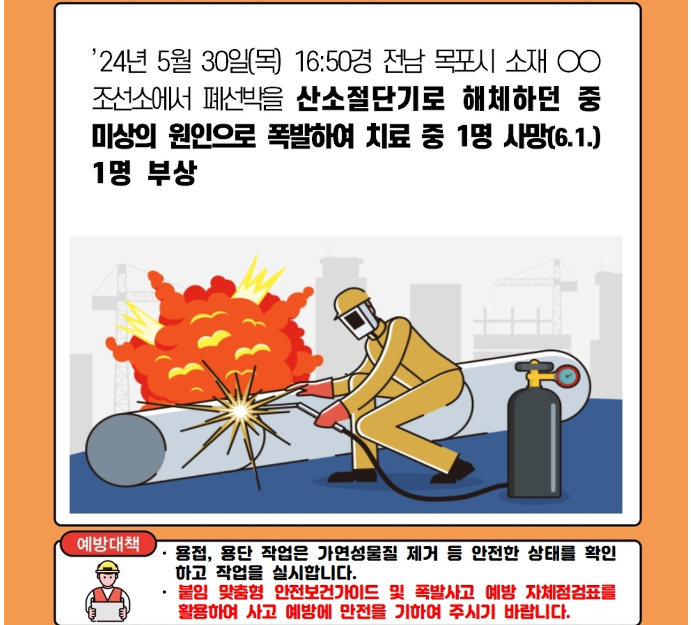 ’24년 5월 30일(목) 16:50경 전남 목포시 소재 ○○
조선소에서 폐선박을 산소절단기로 해체하던 중
미상의 원인으로 폭발하여 치료 중 1명 사망(6.1.)
1명 부상
예방대책
· 용접, 용단 작업은 가연성물질 제거 등 안전한 상태를 확인
하고 작업을 실시합니다.
· 붙임 맞춤형 안전보건가이드 및 폭발사고 예방 자체점검표를
활용하여 사고 예방에 만전을 기하여 주시기 바랍니다.